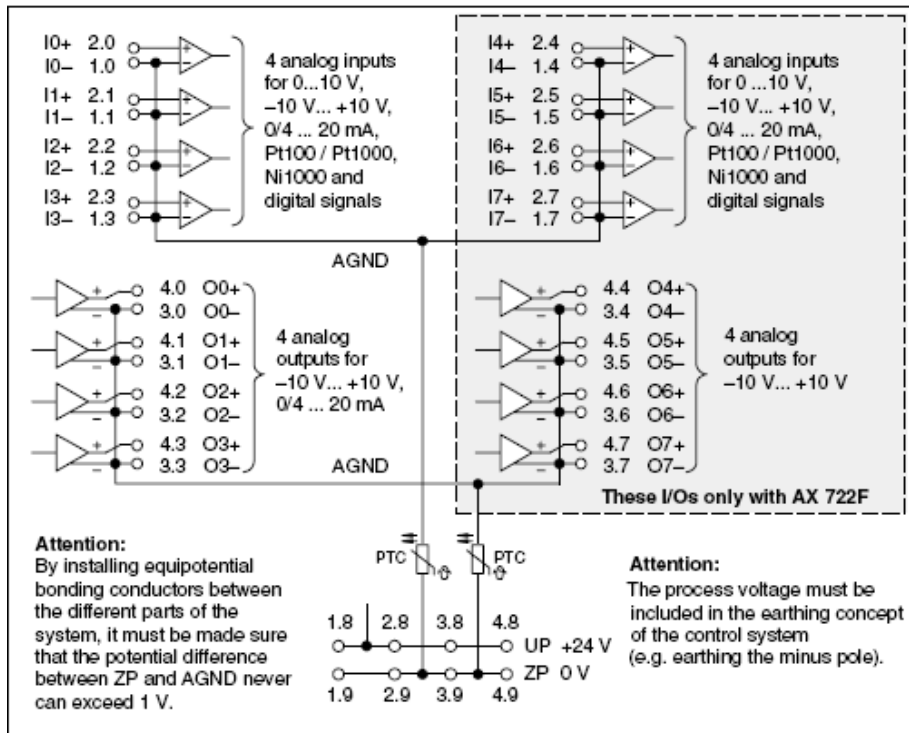 I0+ 2.0
I0– 1.0
I1+ 2.1
I1– 1.1
I2+ 2.2
I2– 1.2
I3+ 2.3
I3– 1.3
4 analog inputs
for 0...10 V,
–10 V... +10 V,
0/4 ... 20 mA,
Pt100 / Pt1000,
Ni1000 and
digital signals
I4+ 2.4
I4– 1.4
I5+ 2.5
I5– 1.5
I6+ 2.6
I6– 1.6
I7+ 2.7
I7– 1.7
4 analog inputs
for 0...10 V,
–10 V... +10 V,
0/4 ... 20 mA,
Pt100 / Pt1000,
Ni1000 and
digital signals
AGND
4.0 O0+
3.0 O0–
4.1 O1+
3.1 O1–
4.2 O2+
3.2 O2–
4.3 O3+
3.3 O3–
4 analog
outputs for
–10 V... +10 V,
0/4 ... 20 mA
4.4 O4+
3.4 O4–
4.5 O5+
3.5 O5–
4.6 O6+
3.6 O6–
4.7 O7+
3.7 O7–
4 analog
outputs for
–10 V... +10 V
AGND
These I/Os only with AX 722F
Attention:
By installing equipotential
bonding conductors between
the different parts of the
system, it must be made sure
that the potential difference
between ZP and AGND never
can exceed 1 V.
PTC
PTC
1.8 2.8 3.8 4.8
UP +24 V
ZP 0 V
1.9 2.9 3.9 4.9
Attention:
The process voltage must be
included in the earthing concept
of the control system
(e.g. earthing the minus pole).